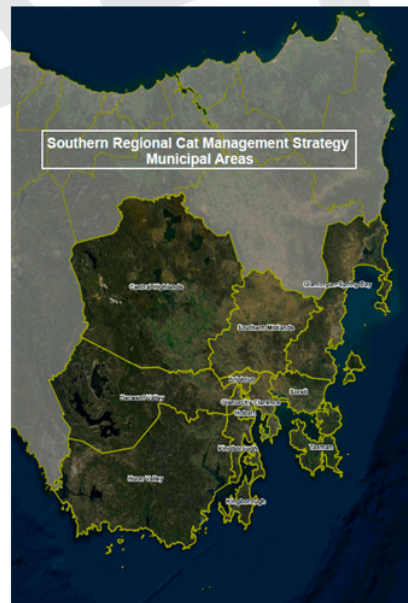 Southern Regional Cat Management Strategy
Municipal Areas
Central Highlands
Glamorgan-Spring Bay
Southern Midlands
Derwent Valley
Brighton
Sorell
Glenorchy Clarence
Hobart
Kingborough
Tasman
Huon Valley
Kingborough